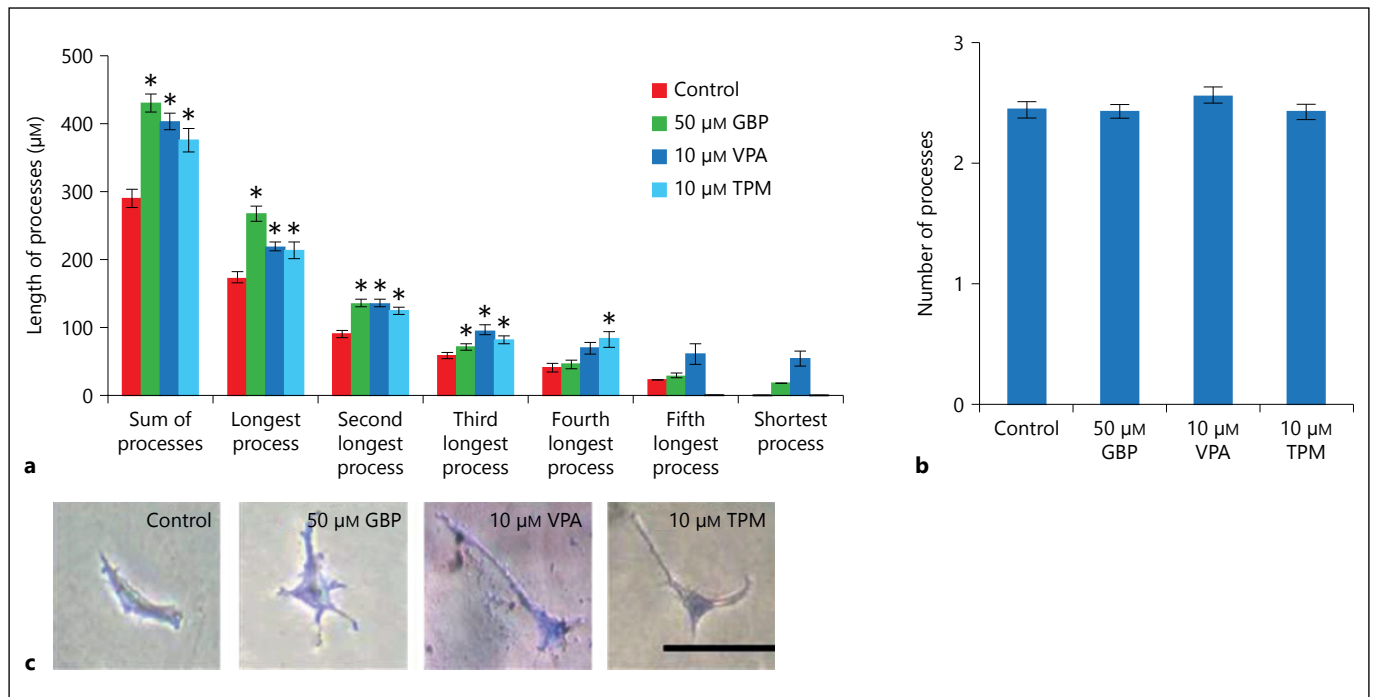 500
400
300
200
100
0
Length of processes (µM)
* * *
* * *
* * *
* * *
*
Control
50 µM GBP
10 µM VPA
10 µM TPM
Sum of
processes
Longest
process
Second
longest
process
Third
longest
process
Fourth
longest
process
Fifth
longest
process
Shortest
process
a
3
2
1
0
Number of processes
Control
50 µM
GBP
10 µM
VPA
10 µM
TPM
b
Control
50 µM GBP
10 µM VPA
10 µM TPM
c